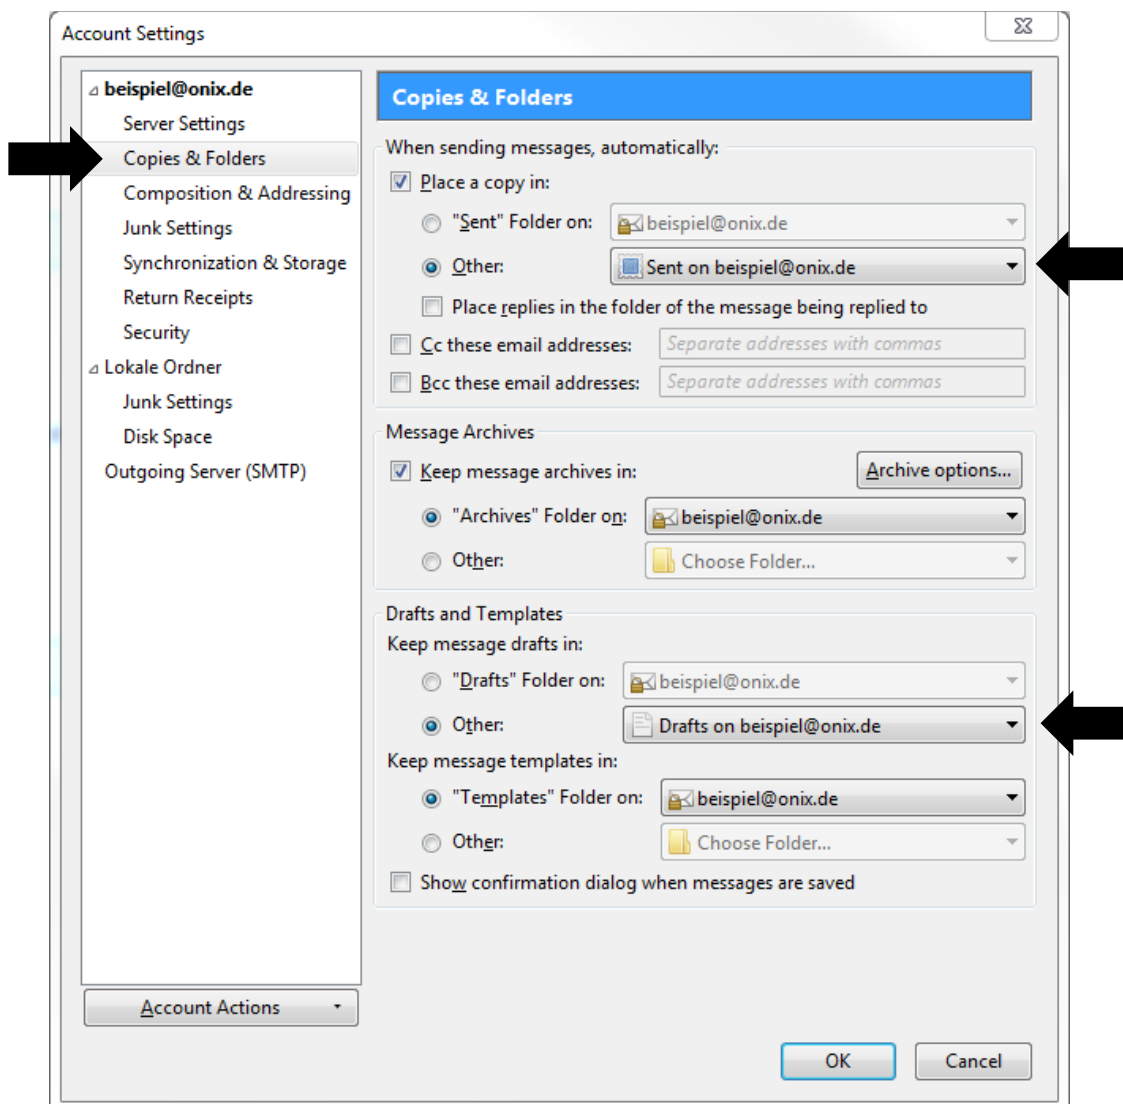 Account Settings
beispiel@onix.de
Server Settings
Copies & Folders
Composition & Addressing
Junk Settings
Synchronization & Storage
Return Receipts
Security
Lokale Ordner
Junk Settings
Disk Space
Outgoing Server (SMTP)
Account Actions
Copies & Folders
When sending messages, automatically:
Place a copy in:
"Sent" Folder on: beispiel@onix.de
Other: Sent on beispiel@onix.de
Place replies in the folder of the message being replied to
Cc these email addresses: Separate addresses with commas
Bcc these email addresses: Separate addresses with commas
Message Archives
Keep message archives in: Archive options...
"Archives" Folder on: beispiel@onix.de
Other: Choose Folder...
Drafts and Templates
Keep message drafts in:
"Drafts" Folder on: beispiel@onix.de
Other: Drafts on beispiel@onix.de
Keep message templates in:
"Templates" Folder on: beispiel@onix.de
Other: Choose Folder...
Show confirmation dialog when messages are saved
OK Cancel